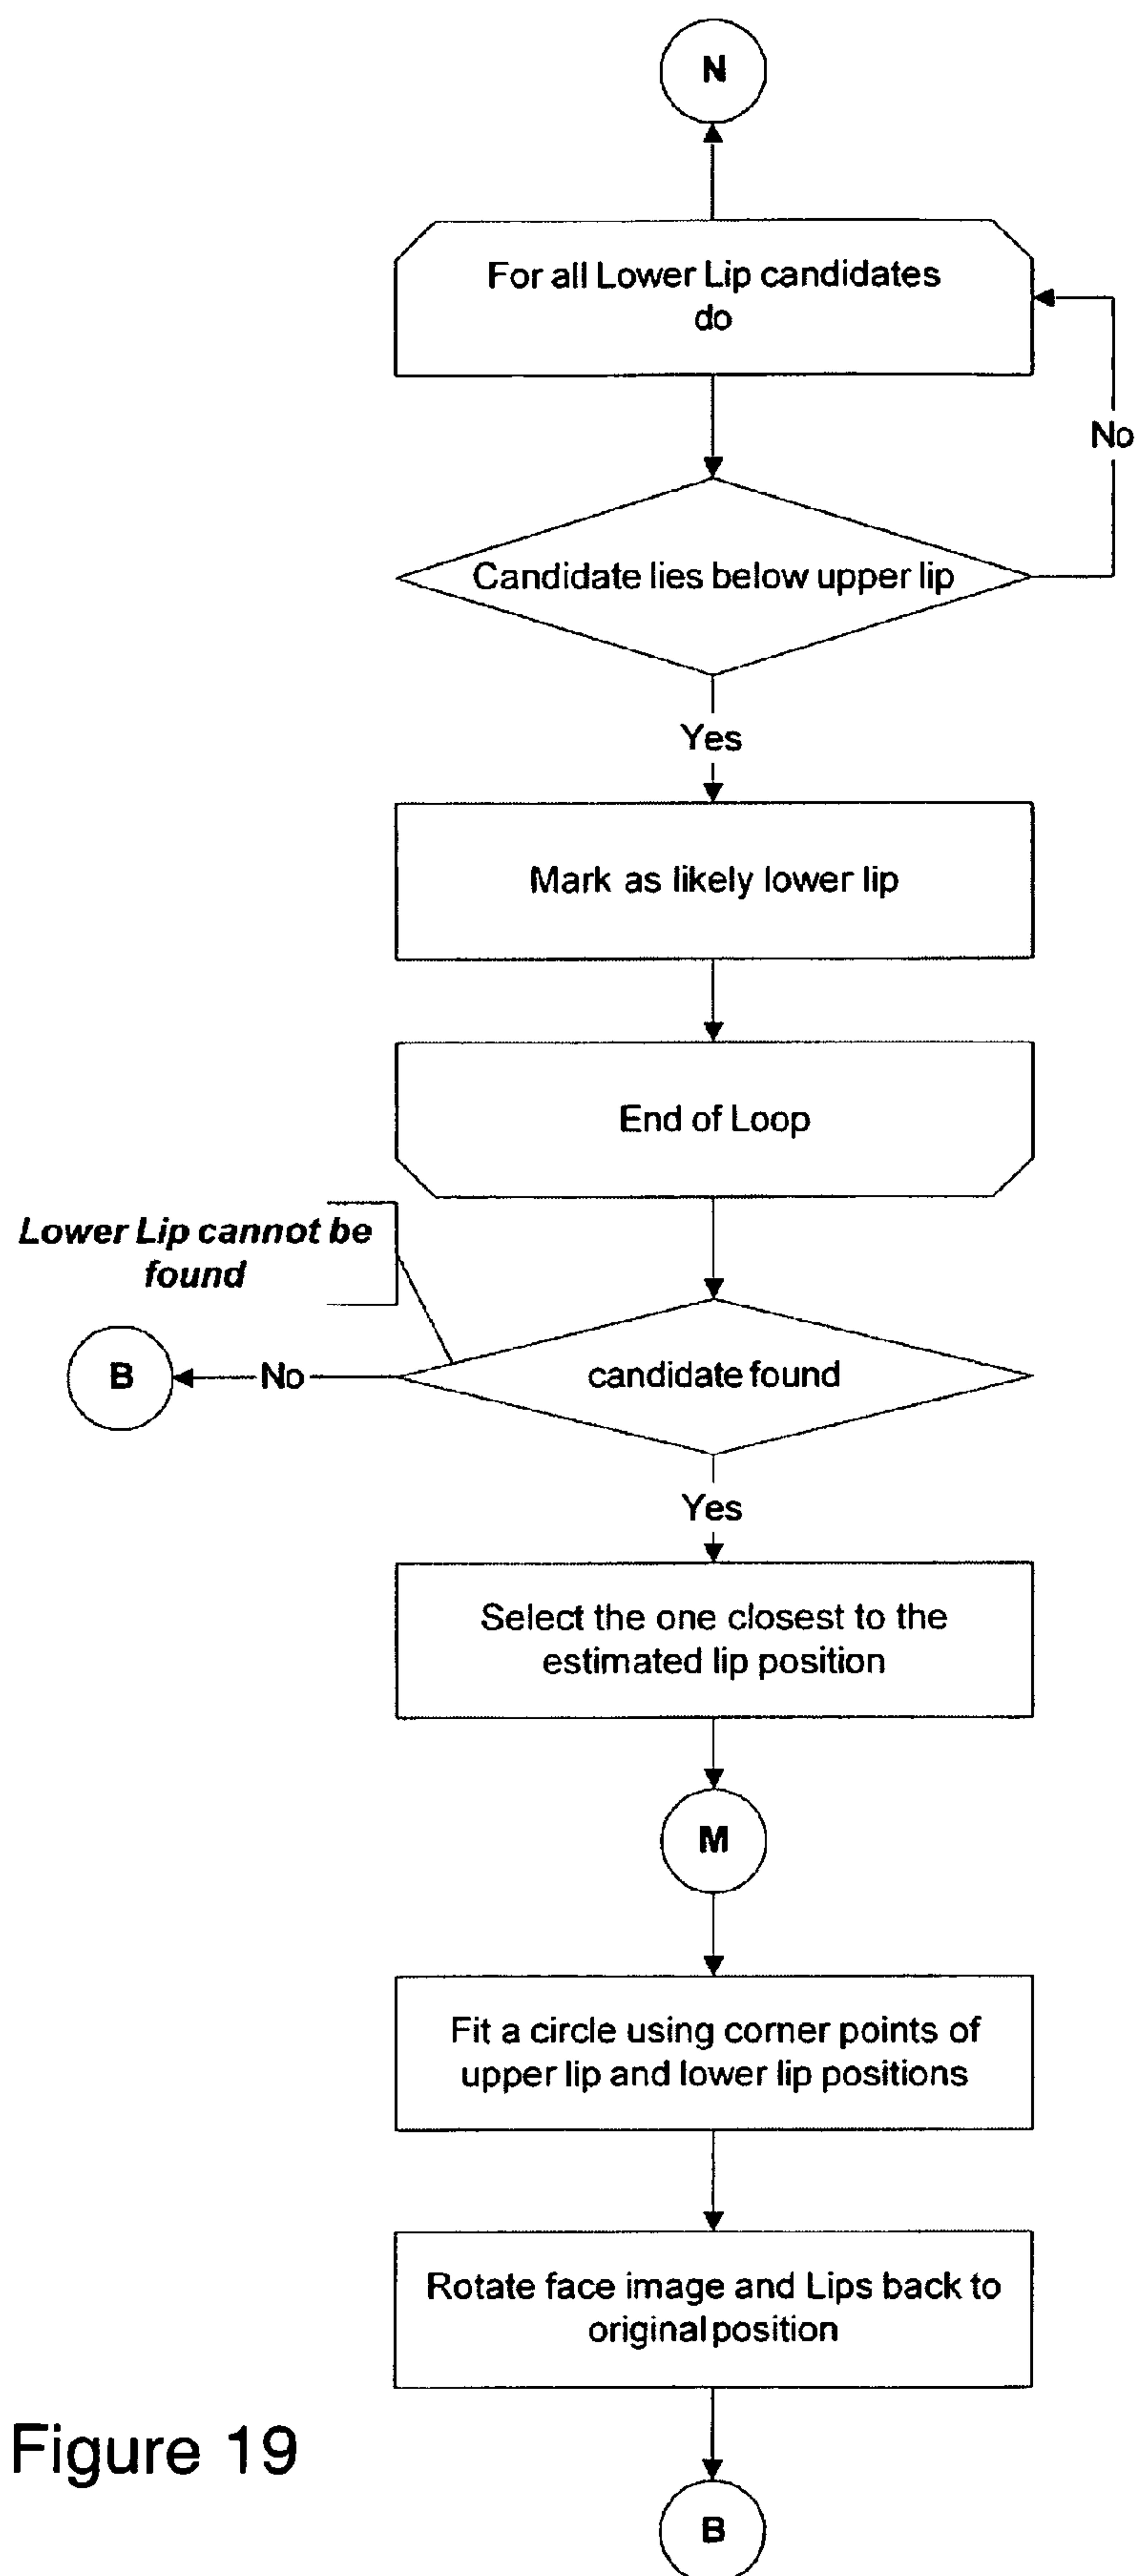 N
For all Lower Lip candidates
do
No
Candidate lies below upper lip
Yes
Mark as likely lower lip
End of Loop
Lower Lip cannot be
found
B
No
candidate found
Yes
Select the one closest to the
estimated lip position
M
Fit a circle using corner points of
upper lip and lower lip positions
Rotate face image and Lips back to
original position
Figure 19
B